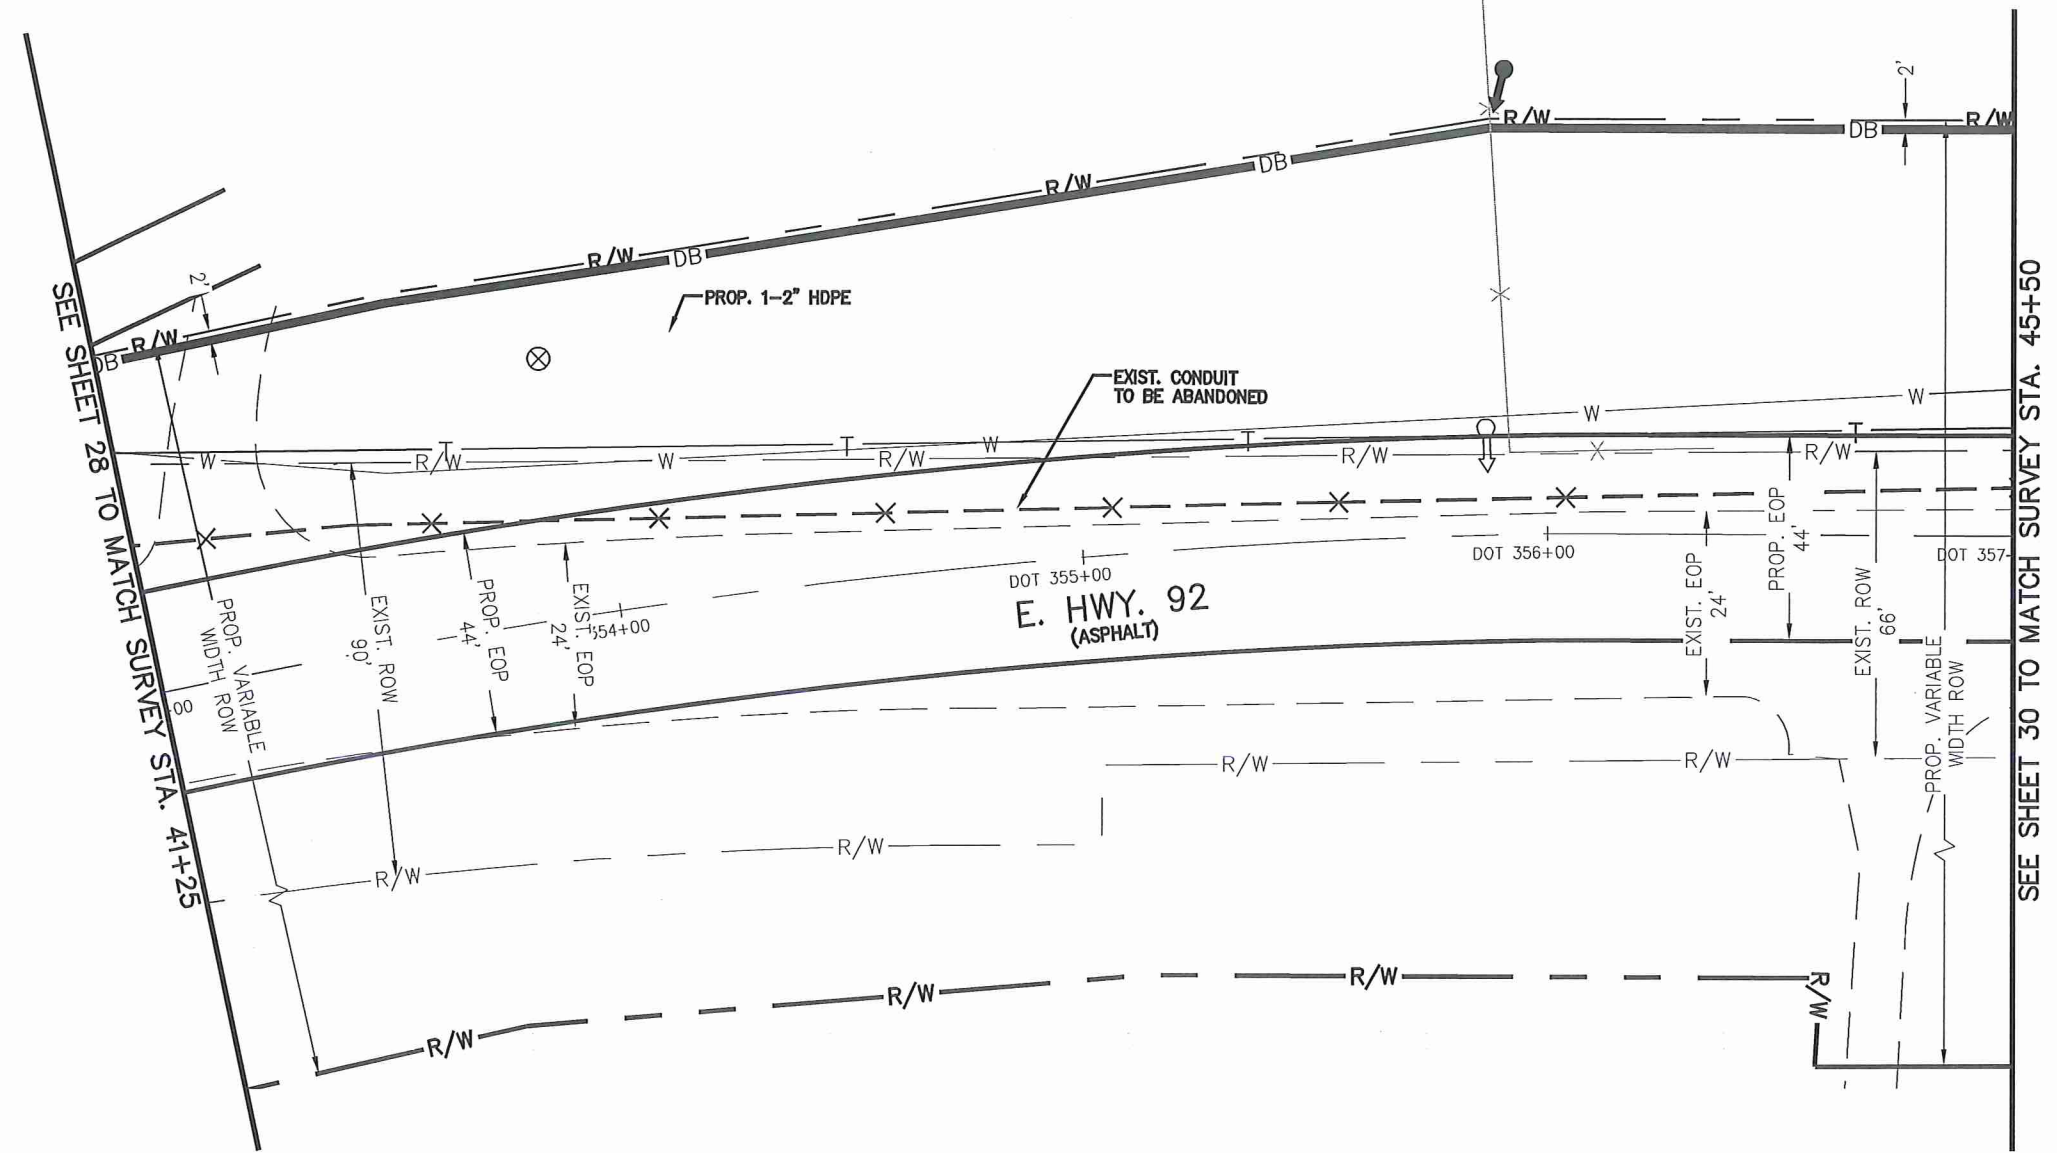 2'
R/W
R/W
DB
DB
R/W
DB
R/W
DB
2'
R/W
DB
PROP. 1-2" HDPE
EXIST. CONDUIT
TO BE ABANDONED
SEE SHEET 28 TO MATCH SURVEY STA. 41+25
SEE SHEET 30 TO MATCH SURVEY STA. 45+50
W
W
T
T
W
T
T
W
R/W
W
R/W
R/W
X
R/W
DOT 355+00
DOT 356+00
DOT 357
354+00
+00
E. HWY. 92
(ASPHALT)
PROP. VARIABLE
WIDTH ROW
EXIST. ROW
90'
PROP. EOP
44'
EXIST. EOP
24'
EXIST. EOP
24'
PROP. EOP
44'
EXIST. ROW
66'
PROP. VARIABLE
WIDTH ROW
R/W
R/W
R/W
R/W
R/W
R/W
R/W
R/W